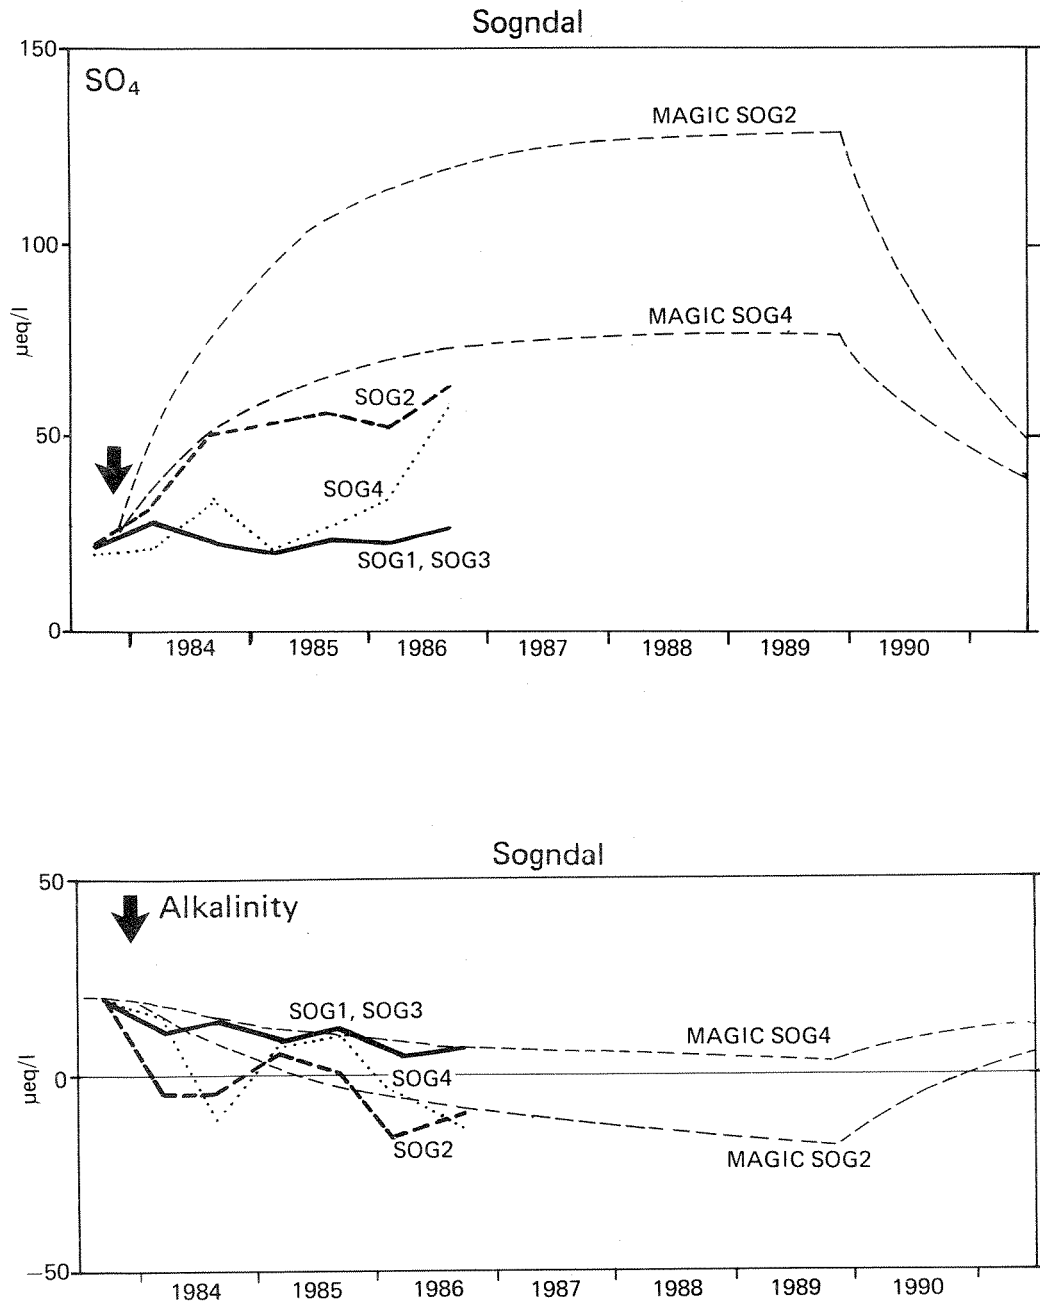 Sogndal
150
SO₄
MAGIC SOG2
100
MAGIC SOG4
µeq/l
SOG2
50
SOG4
SOG1, SOG3
0
1984 1985 1986 1987 1988 1989 1990
Sogndal
50
Alkalinity
SOG1, SOG3
MAGIC SOG4
µeq/l
0
SOG4
SOG2
MAGIC SOG2
−50
1984 1985 1986 1987 1988 1989 1990